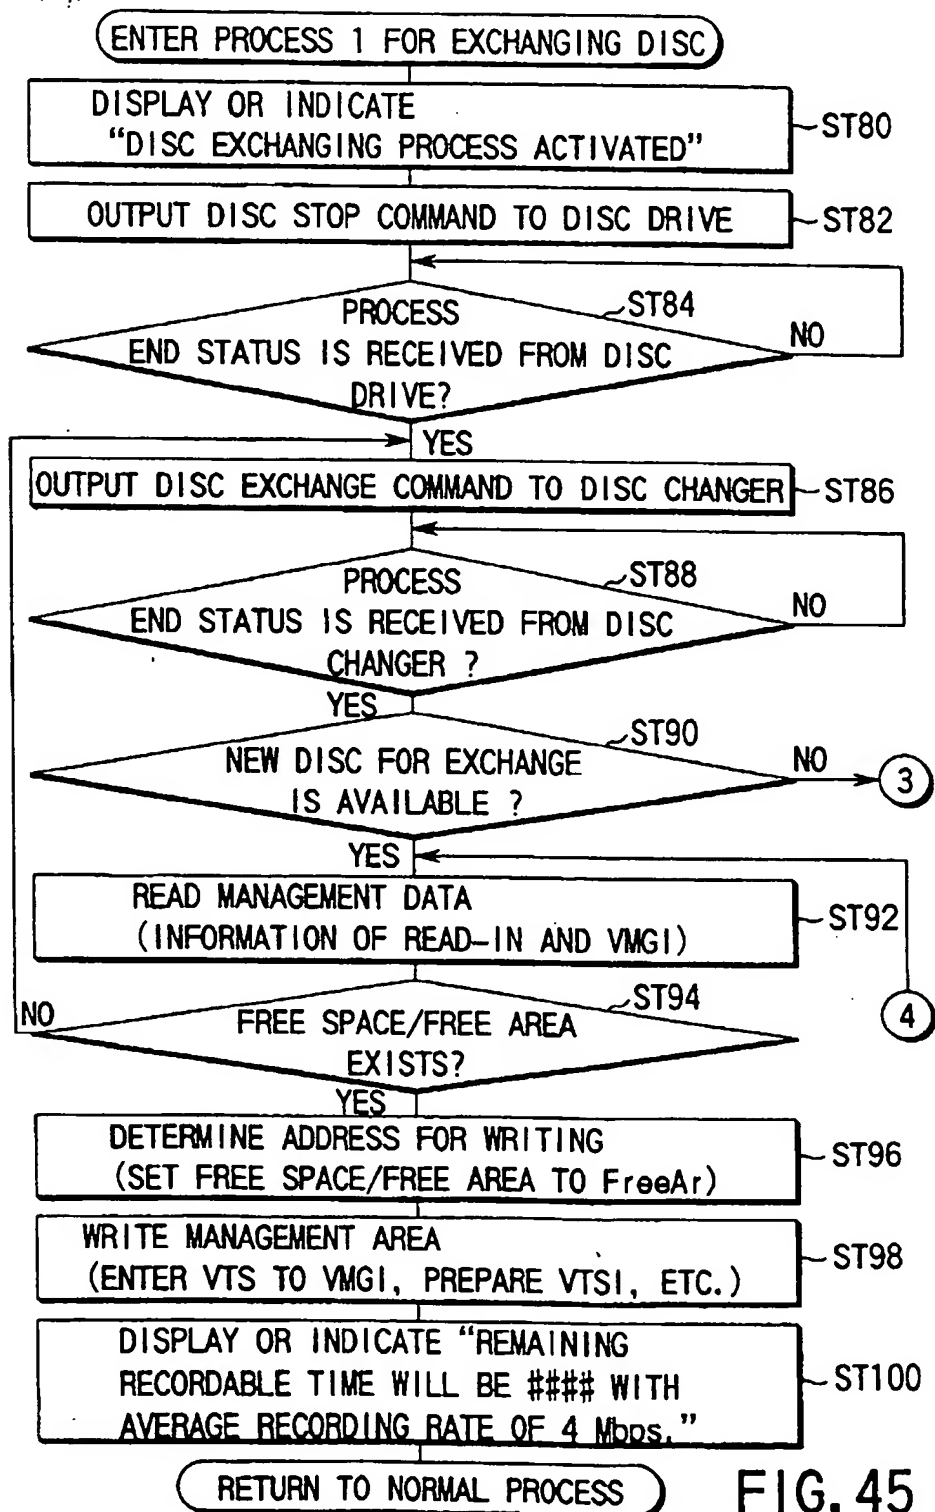 ENTER PROCESS 1 FOR EXCHANGING DISC
DISPLAY OR INDICATE
"DISC EXCHANGING PROCESS ACTIVATED"
ST80
OUTPUT DISC STOP COMMAND TO DISC DRIVE
ST82
ST84
PROCESS
END STATUS IS RECEIVED FROM DISC
DRIVE?
NO
YES
OUTPUT DISC EXCHANGE COMMAND TO DISC CHANGER
ST86
ST88
PROCESS
END STATUS IS RECEIVED FROM DISC
CHANGER ?
NO
YES
ST90
NEW DISC FOR EXCHANGE
IS AVAILABLE ?
NO
3
YES
READ MANAGEMENT DATA
(INFORMATION OF READ-IN AND VMGI)
ST92
ST94
NO
FREE SPACE/FREE AREA
EXISTS?
4
YES
DETERMINE ADDRESS FOR WRITING
(SET FREE SPACE/FREE AREA TO FreeAr)
ST96
WRITE MANAGEMENT AREA
(ENTER VTS TO VMGI, PREPARE VTSI, ETC.)
ST98
DISPLAY OR INDICATE "REMAINING
RECORDABLE TIME WILL BE #### WITH
AVERAGE RECORDING RATE OF 4 Mbps."
ST100
RETURN TO NORMAL PROCESS
FIG. 45